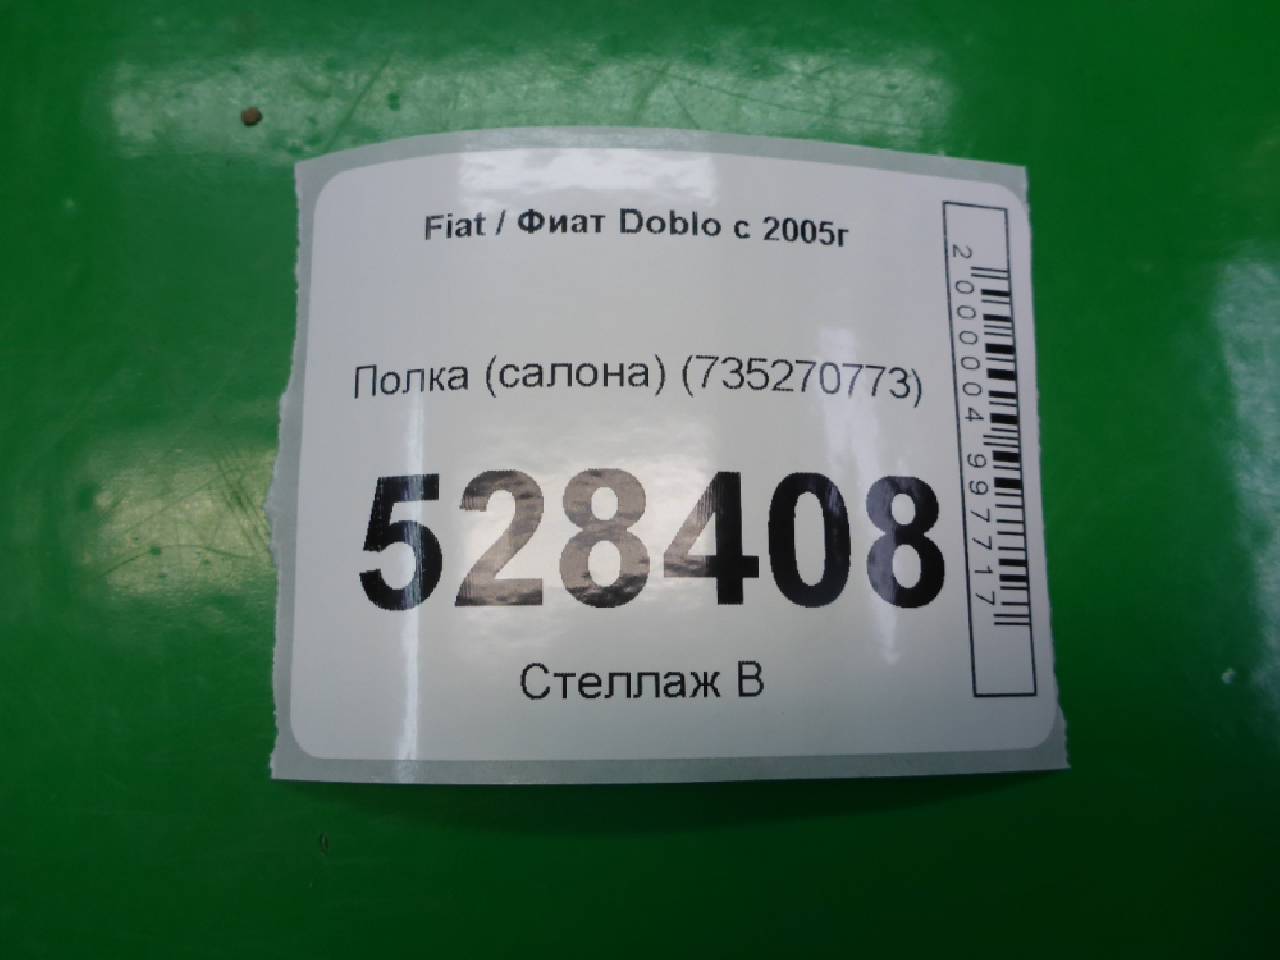 Fiat / Фиат Doblo с 2005г
Полка (салона) (735270773)
528408
Стеллаж В
2000004997717